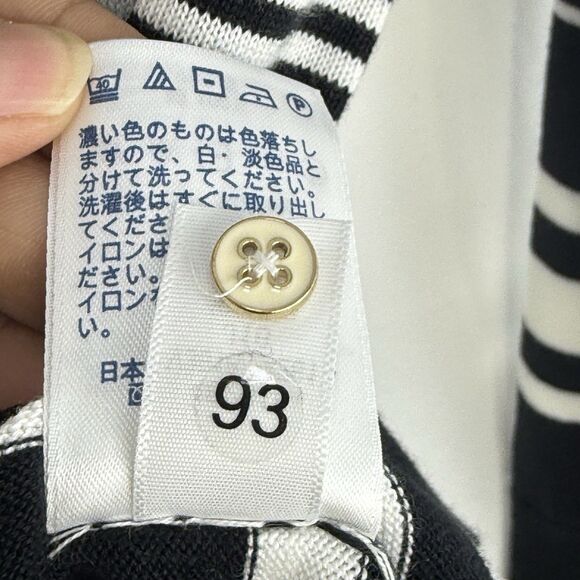 40
P
濃い色のものは色落ちし
ますので、白・淡色品と
分けて洗ってください。
洗濯後はすぐに取り出し
てくだ
イロンは
ださい。
イロン
い。
日本
93